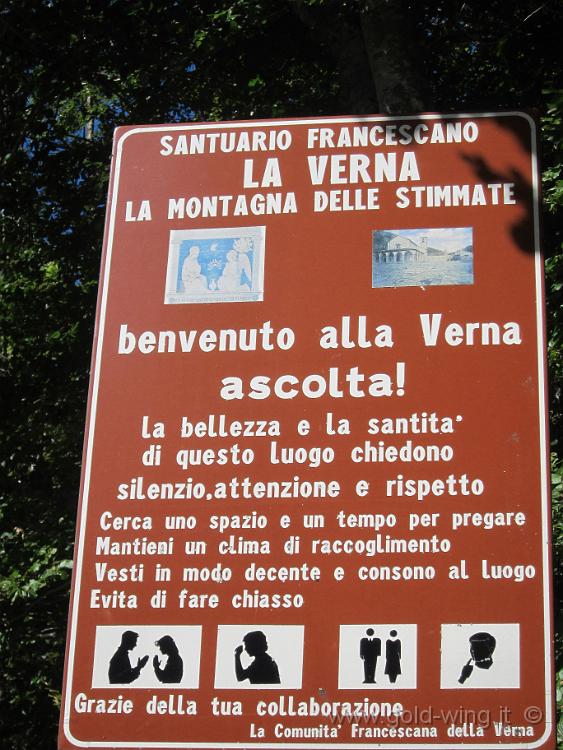 SANTUARIO FRANCESCANO
LA VERNA
LA MONTAGNA DELLE STIMMATE
benvenuto alla Verna
ascolta!
la bellezza e la santita'
di questo luogo chiedono
silenzio,attenzione e rispetto
Cerca uno spazio e un tempo per pregare
Mantieni un clima di raccoglimento
Vesti in modo decente e consono al luogo
Evita di fare chiasso
Grazie della tua collaborazione
La Comunita' Francescana della Verna
www.gold-wing.it ©